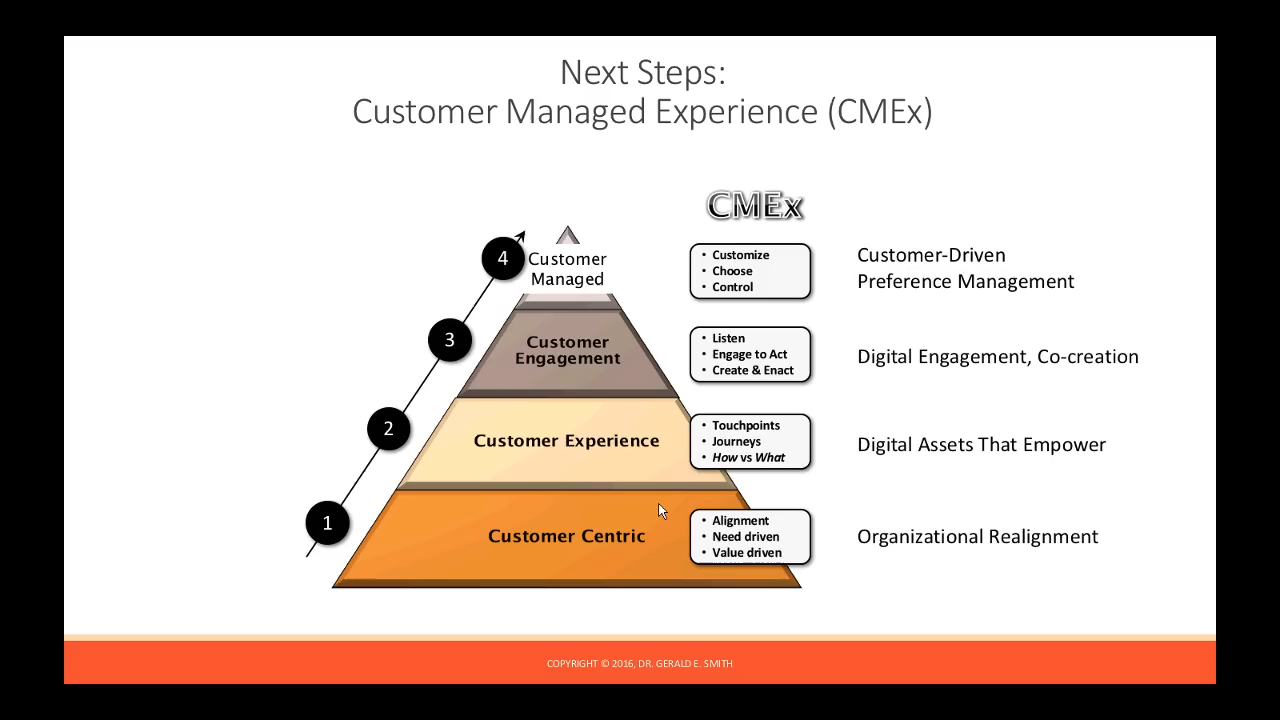 Next Steps:
Customer Managed Experience (CMEx)
CMEx
4
Customer
Managed
• Customize
• Choose
• Control
Customer-Driven
Preference Management
3
Customer
Engagement
• Listen
• Engage to Act
• Create & Enact
Digital Engagement, Co-creation
2
Customer Experience
• Touchpoints
• Journeys
• How vs What
Digital Assets That Empower
1
Customer Centric
• Alignment
• Need driven
• Value driven
Organizational Realignment
COPYRIGHT © 2016, DR. GERALD E. SMITH